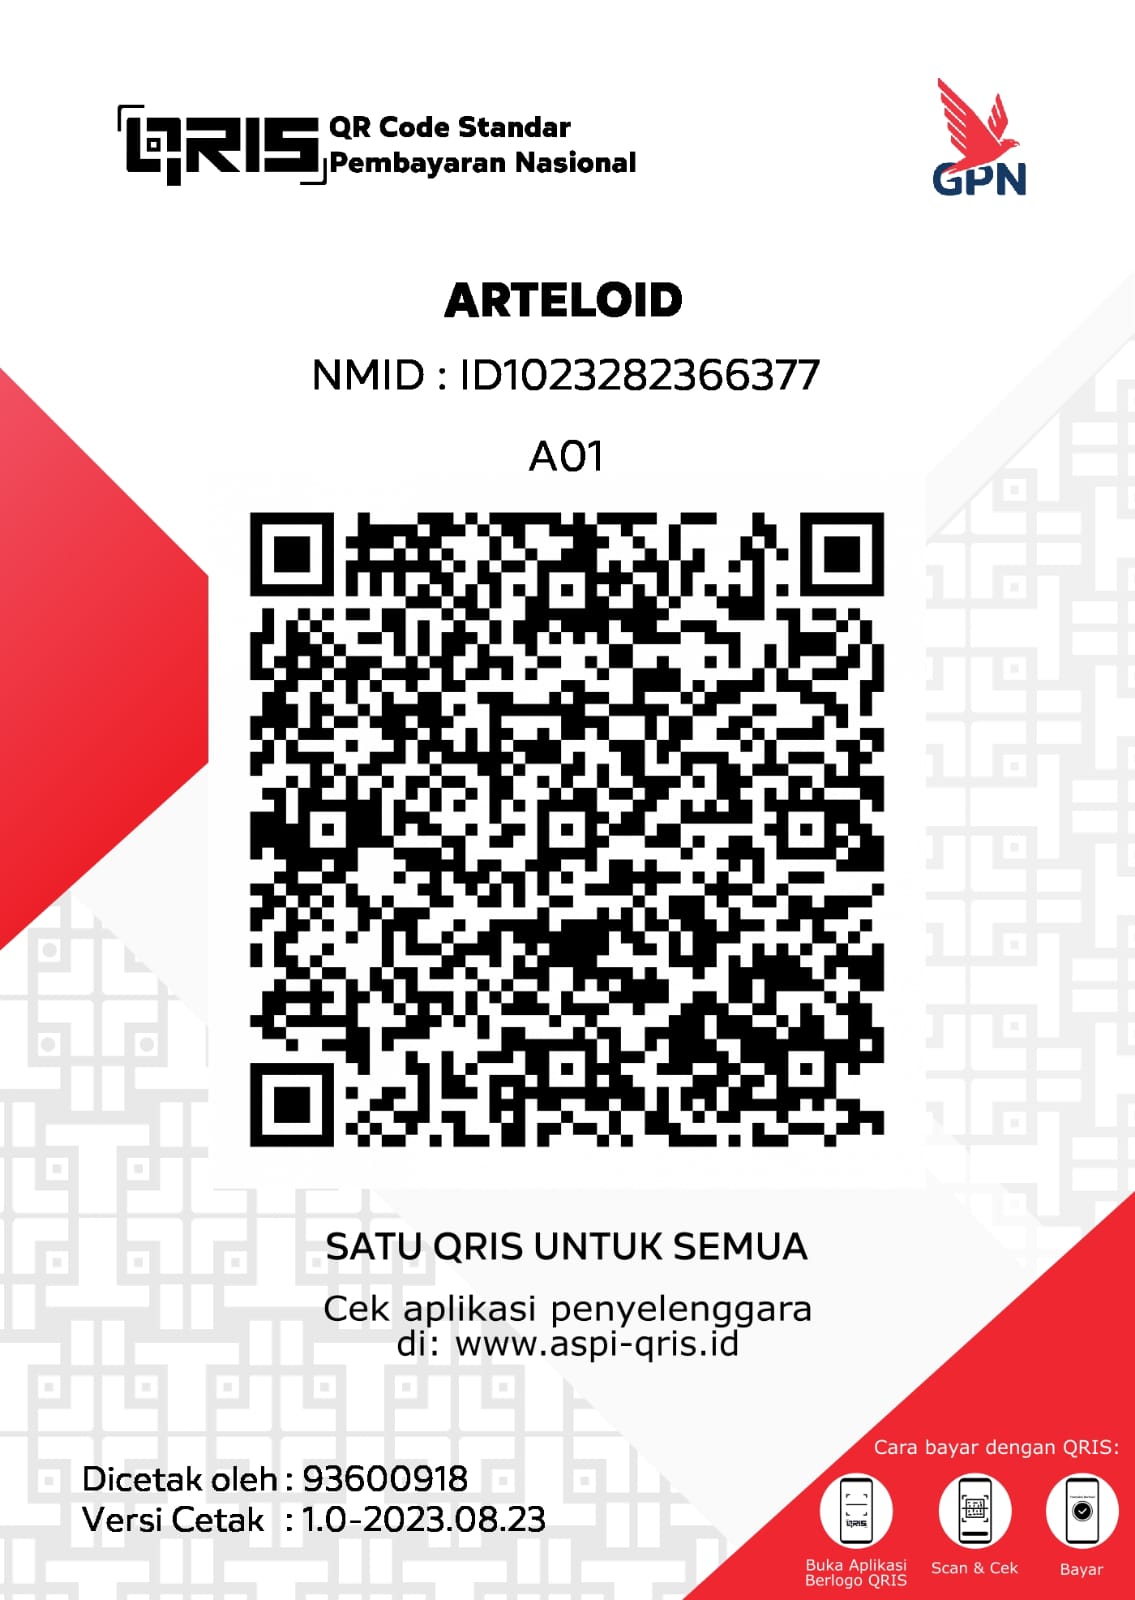 QRIS QR Code Standar
Pembayaran Nasional
GPN
ARTELOID
NMID : ID1023282366377
A01
SATU QRIS UNTUK SEMUA
Cek aplikasi penyelenggara
di: www.aspi-qris.id
Dicetak oleh : 93600918
Versi Cetak : 1.0-2023.08.23
Cara bayar dengan QRIS:
QRIS
Buka Aplikasi
Berlogo QRIS
Scan & Cek
Bayar